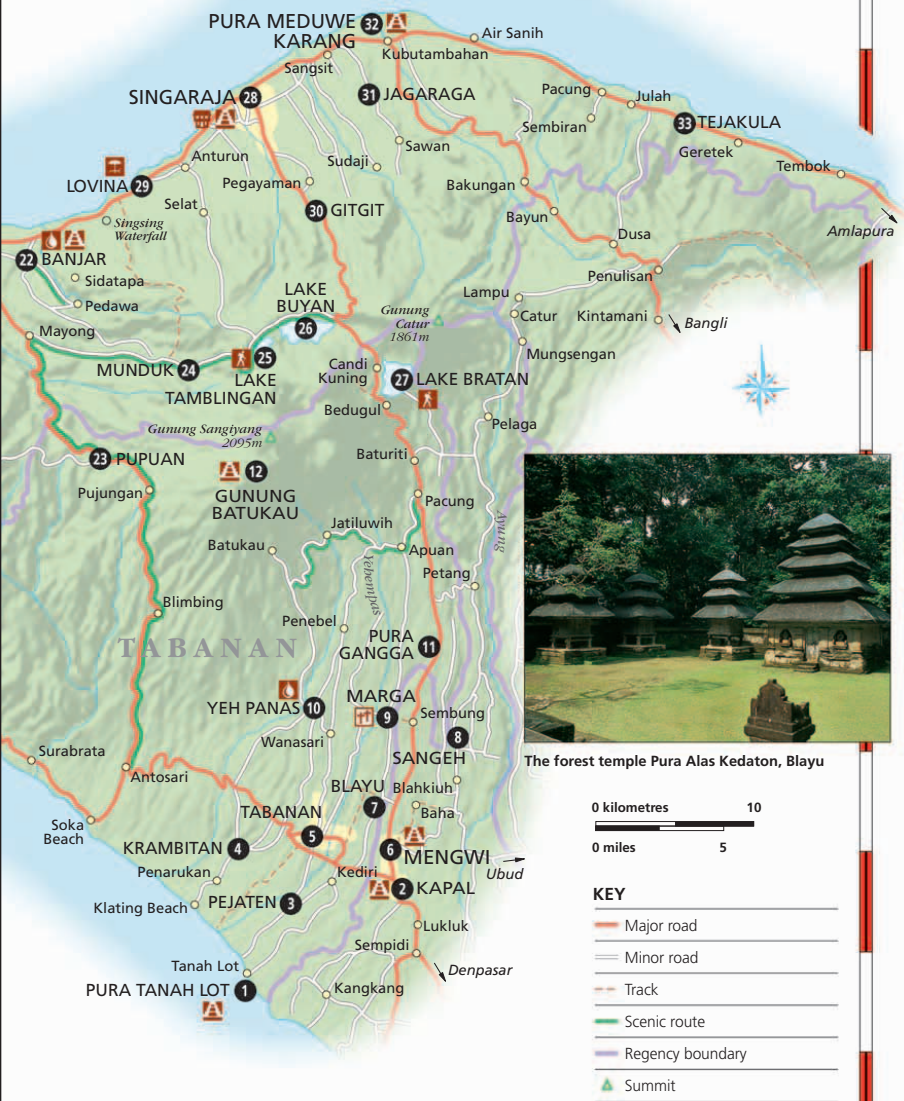 PURA MEDUWE
KARANG
32
Kubutambahan
Air Sanih
Sangsit
SINGARAJA 28
31 JAGARAGA
Pacung
Julah
Sembiran
33 TEJAKULA
Geretek
Tembok
Amlapura
Anturun
Sudaji
Sawan
LOVINA 29
Pegayaman
Bakungan
Selat
30 GITGIT
Bayun
Singsing
Waterfall
Dusa
22 BANJAR
Sidatapa
Penulisan
Pedawa
LAKE
BUYAN
26
Lampu
Gunung
Catur
1861m
Catur
Kintamani
Bangli
Mayong
Mungsengan
MUNDUK 24
25
LAKE
TAMBLINGAN
Candi
Kuning
27 LAKE BRATAN
Bedugul
Pelaga
Gunung Sangiyang
2095m
23 PUPUAN
12
GUNUNG
BATUKAU
Baturiti
Pujungan
Pacung
Jatiluwih
Batukau
Apuan
Ayung
Yehempas
Petang
Blimbing
Penebel
TABANAN
PURA
GANGGA
11
MARGA
9
YEH PANAS 10
Sembung
Wanasari
8
SANGEH
Surabrata
Antosari
BLAYU
7
Blahkiuh
TABANAN
5
Baha
Soka
Beach
KRAMBITAN 4
6
MENGWI
Ubud
Penarukan
Kediri
2 KAPAL
Klating Beach
PEJATEN 3
Lukluk
Sempidi
Tanah Lot
Denpasar
PURA TANAH LOT 1
Kangkang
The forest temple Pura Alas Kedaton, Blayu
0 kilometres 10
0 miles 5
KEY
Major road
Minor road
Track
Scenic route
Regency boundary
Summit